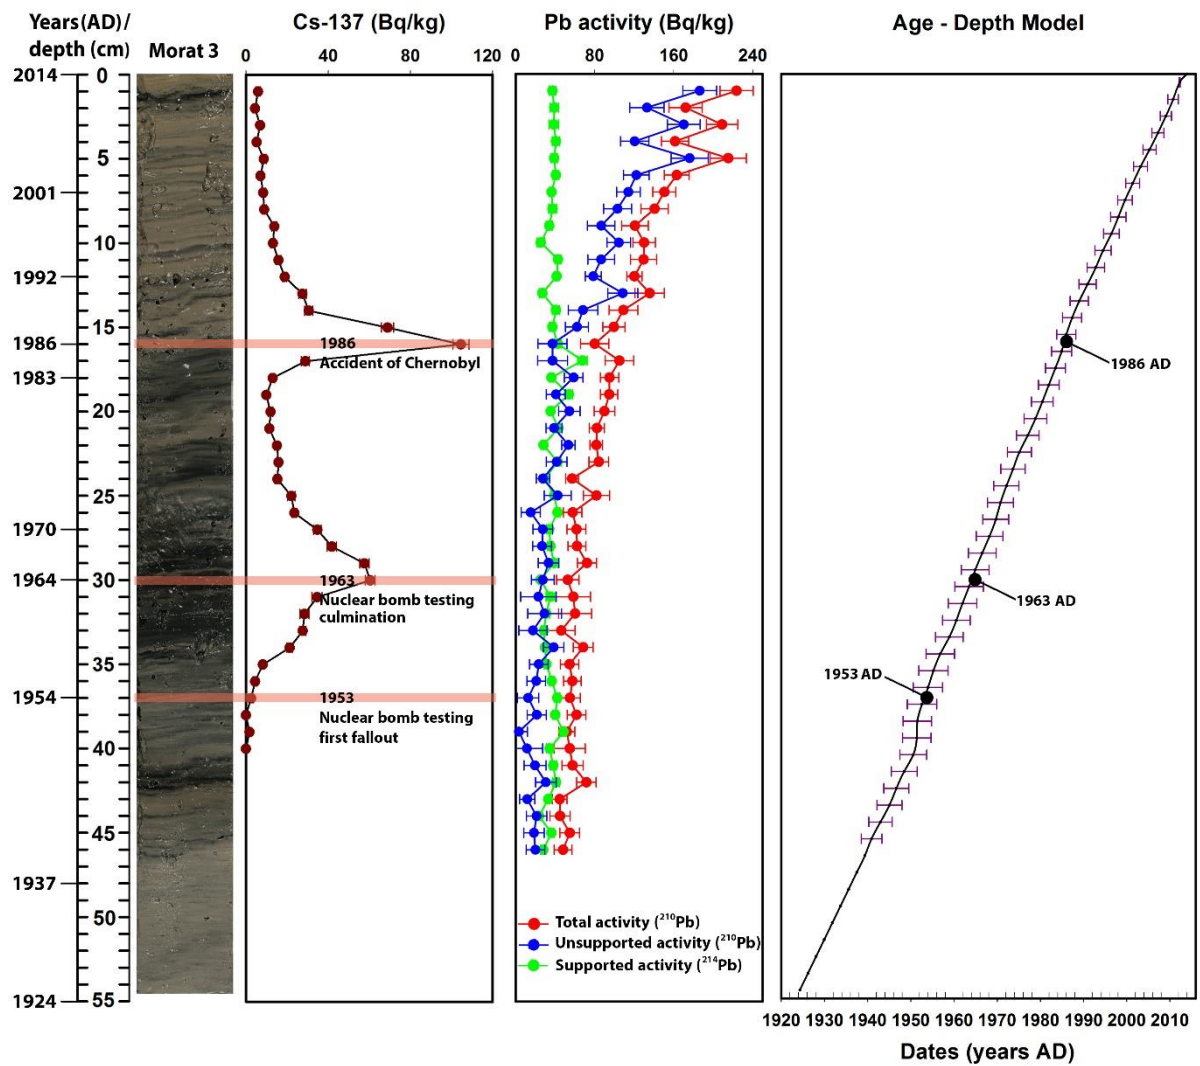 Years (AD) /
depth (cm)
Morat 3
Cs-137 (Bq/kg)
0 40 80 120
Pb activity (Bq/kg)
0 80 160 240
Age - Depth Model
2014
2001
1992
1986
1983
1970
1964
1954
1937
1924
0
5
10
15
20
25
30
35
40
45
50
55
1986
Accident of Chernobyl
1963
Nuclear bomb testing
culmination
1953
Nuclear bomb testing
first fallout
Total activity (²¹⁰Pb)
Unsupported activity (²¹⁰Pb)
Supported activity (²¹⁴Pb)
1986 AD
1963 AD
1953 AD
1920 1930 1940 1950 1960 1970 1980 1990 2000 2010
Dates (years AD)